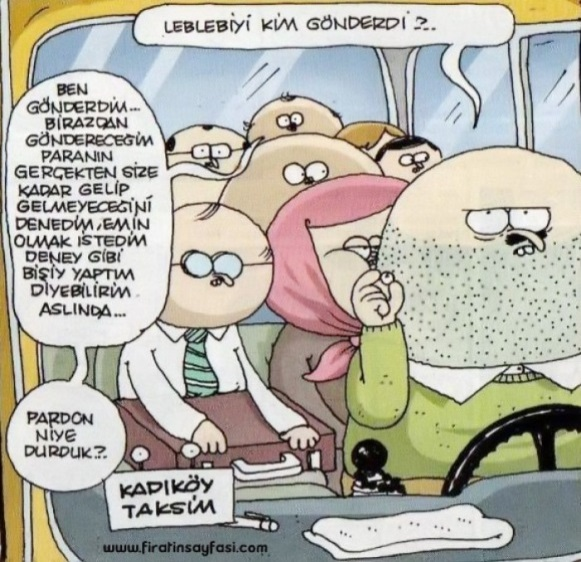 LEBLEBİYİ KİM GÖNDERDİ ?..
BEN
GÖNDERDİM...
BİRAZDAN
GÖNDERECEĞİM
PARANIN
GERÇEKTEN SİZE
KADAR GELİP
GELMEYECEĞİNİ
DENEDİM, EMİN
OLMAK İSTEDİM
DENEY GİBİ
BİŞİY YAPTIM
DİYEBİLİRİM
ASLINDA...
PARDON
NİYE
DURDUK?.
KADIKÖY
TAKSİM
www.firatinsayfasi.com